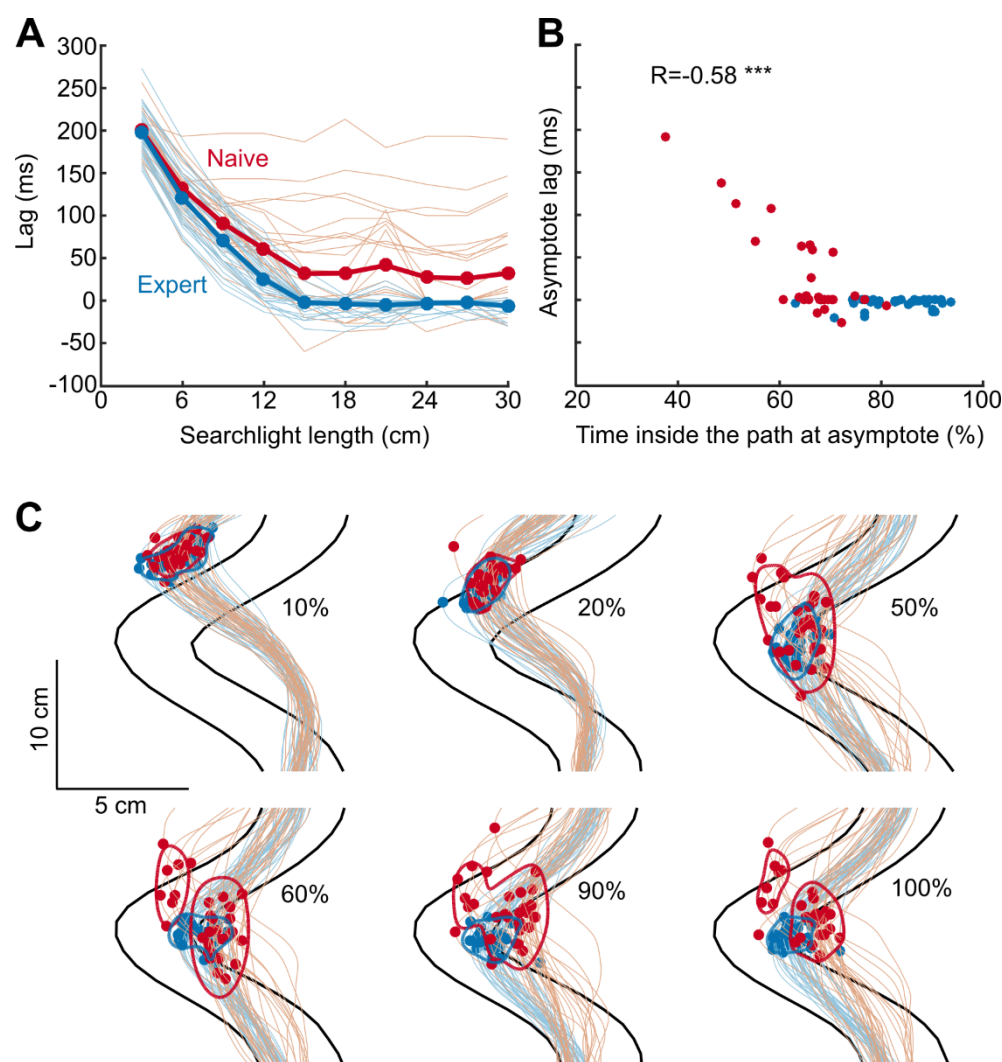 A
Lag (ms)
300
250
200
150
100
50
0
-50
-100
Naive
Expert
0 6 12 18 24 30
Searchlight length (cm)
B
R=-0.58 ***
Asymptote lag (ms)
20 40 60 80 100
Time inside the path at asymptote (%)
C
10%
20%
50%
10 cm
5 cm
60%
90%
100%